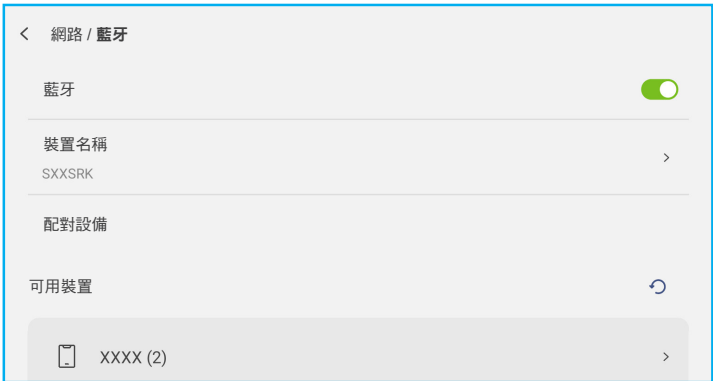 網路 / 藍牙
藍牙
裝置名稱
SXXSRK
配對設備
可用裝置
XXXX (2)